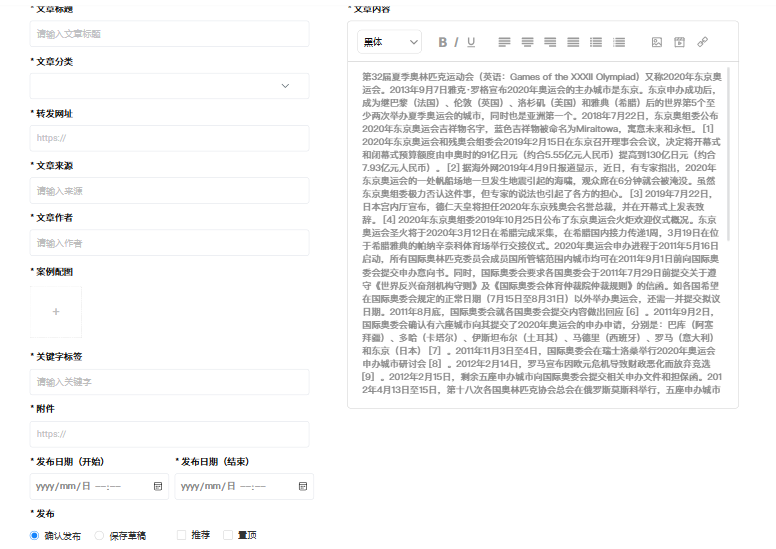 * 文章标题
请输入文章标题
* 文章分类
* 转发网址
https://
* 文章来源
请输入来源
* 文章作者
请输入作者
* 案例配图
+
* 关键字标签
请输入关键字
* 附件
https://
* 发布日期（开始） * 发布日期（结束）
yyyy/mm/日 --:-- yyyy/mm/日 --:--
* 发布
确认发布 保存草稿 推荐 置顶
* 文章内容
黑体 B I U
第32届夏季奥林匹克运动会（英语：Games of the XXXII Olympiad）又称2020年东京奥
运会。2013年9月7日雅克·罗格宣布2020年奥运会的主办城市是东京。东京申办成功后，
成为继巴黎（法国）、伦敦（英国）、洛杉矶（美国）和雅典（希腊）后的世界第5个至
少两次举办夏季奥运会的城市，同时也是亚洲第一个。2018年7月22日，东京奥组委公布
2020年东京奥运会吉祥物名字，蓝色吉祥物被命名为Miraitowa，寓意未来和永恒。 [1]
2020年东京奥运会和残奥会组委会2019年2月15日在东京召开理事会会议，决定将开幕式
和闭幕式预算额度由申奥时的91亿日元（约合5.55亿元人民币）提高到130亿日元（约合
7.93亿元人民币）。 [2] 据海外网2019年4月9日报道显示，近日，有专家指出，2020年
东京奥运会的一处帆船场地一旦发生地震引起的海啸，观众席在6分钟就会被淹没。虽然
东京奥组委极力否认这件事，但专家的说法也引起了各方的担心。 [3] 2019年7月22日，
日本宫内厅宣布，德仁天皇将担任2020年东京残奥会名誉总裁，并在开幕式上发表致
辞。 [4] 2020年东京奥组委2019年10月25日公布了东京奥运会火炬欢迎仪式概况。东京
奥运会圣火将于2020年3月12日在希腊完成采集，在希腊国内接力传递1周，3月19日在位
于希腊雅典的帕纳辛奈科体育场举行交接仪式。2020年奥运会申办进程于2011年5月16日
启动，所有国际奥林匹克委员会成员国所管辖范围内城市均可在2011年9月1日前向国际奥
委会提交申办意向书。同时，国际奥委会要求各国奥委会于2011年7月29日前提交关于遵
守《世界反兴奋剂机构守则》及《国际奥委会体育仲裁院仲裁规则》的信函。如各国希望
在国际奥委会规定的正常日期（7月15日至8月31日）以外举办奥运会，还需一并提交拟议
日期。2011年8月底，国际奥委会就各国奥委会提交内容做出回应 [6] 。2011年9月2日，
国际奥委会确认有六座城市向其提交了2020年奥运会的申办申请，分别是：巴库（阿塞
拜疆）、多哈（卡塔尔）、伊斯坦布尔（土耳其）、马德里（西班牙）、罗马（意大利）
和东京（日本） [7] 。2011年11月3日至4日，国际奥委会在瑞士洛桑举行2020年奥运会
申办城市研讨会 [8] 。2012年2月14日，罗马宣布因欧元危机导致财政恶化而放弃竞选
[9] 。2012年2月15日，剩余五座申办城市向国际奥委会提交相关申办文件和担保函。201
2年4月13日至15日，第十八次各国奥林匹克协会总会在俄罗斯莫斯科举行，五座申办城市